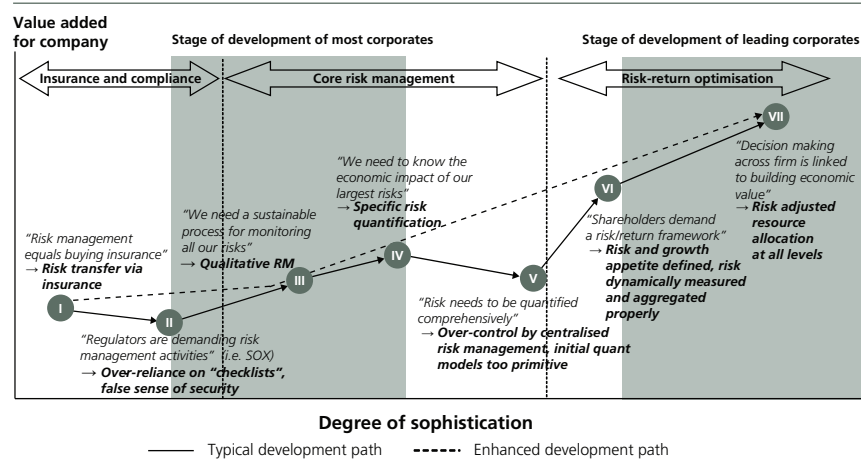 Value added
for company
Stage of development of most corporates
Stage of development of leading corporates
Insurance and compliance
Core risk management
Risk-return optimisation
I
“Risk management
equals buying insurance”
→ Risk transfer via
insurance
II
“Regulators are demanding risk
management activities” (i.e. SOX)
→ Over-reliance on “checklists”,
false sense of security
III
“We need a sustainable
process for monitoring
all our risks”
→ Qualitative RM
IV
“We need to know the
economic impact of our
largest risks”
→ Specific risk
quantification
V
“Risk needs to be quantified
comprehensively”
→ Over-control by centralised
risk management, initial quant
models too primitive
VI
“Shareholders demand
a risk/return framework”
→ Risk and growth
appetite defined, risk
dynamically measured
and aggregated
properly
VII
“Decision making
across firm is linked
to building economic
value”
→ Risk adjusted
resource
allocation
at all levels
Degree of sophistication
Typical development path
Enhanced development path